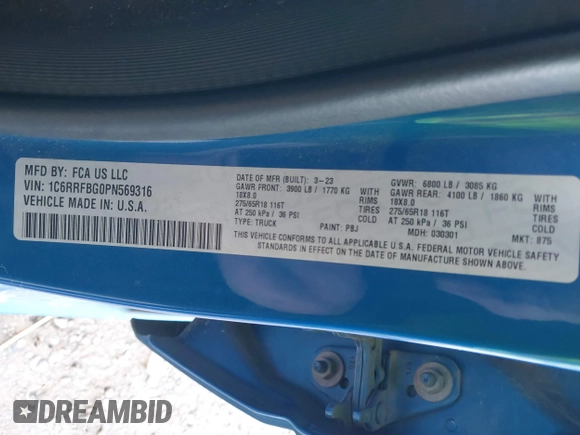 MFD BY: FCA US LLC
VIN: 1C6RRFBG0PN569316
VEHICLE MADE IN: U.S.A.
DATE OF MFR (BUILT): 3-23
GAWR FRONT: 3900 LB / 1770 KG
18X8.0 RIMS
275/65R18 116T TIRES
AT 250 kPa / 36 PSI COLD
TYPE: TRUCK PAINT: PBJ
GVWR: 6800 LB / 3085 KG
GAWR REAR: 4100 LB / 1860 KG
18X8.0 RIMS
275/65R18 116T TIRES
AT 250 kPa / 36 PSI COLD
MDH: 030301 MKT: 875
THIS VEHICLE CONFORMS TO ALL APPLICABLE U.S.A. FEDERAL MOTOR VEHICLE SAFETY
STANDARDS IN EFFECT ON THE DATE OF MANUFACTURE SHOWN ABOVE.
DREAMBID